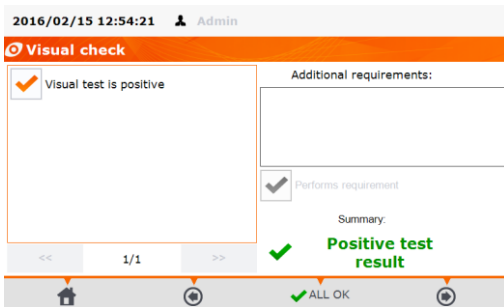 2016/02/15 12:54:21 Admin
Visual check
Visual test is positive
<< 1/1 >>
Additional requirements:
Performs requirement
Summary:
Positive test
result
ALL OK